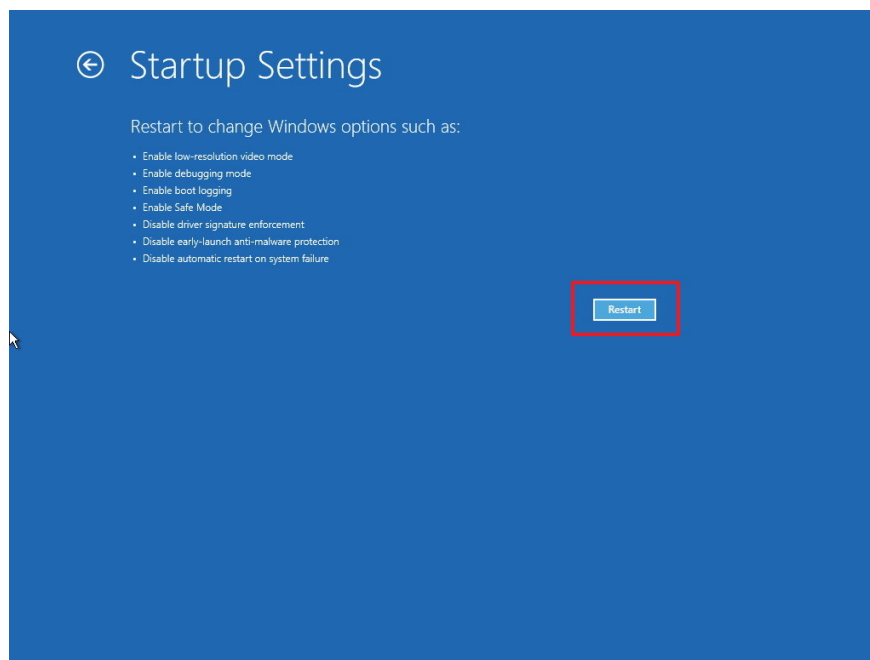 Startup Settings
Restart to change Windows options such as:
• Enable low-resolution video mode
• Enable debugging mode
• Enable boot logging
• Enable Safe Mode
• Disable driver signature enforcement
• Disable early-launch anti-malware protection
• Disable automatic restart on system failure
Restart